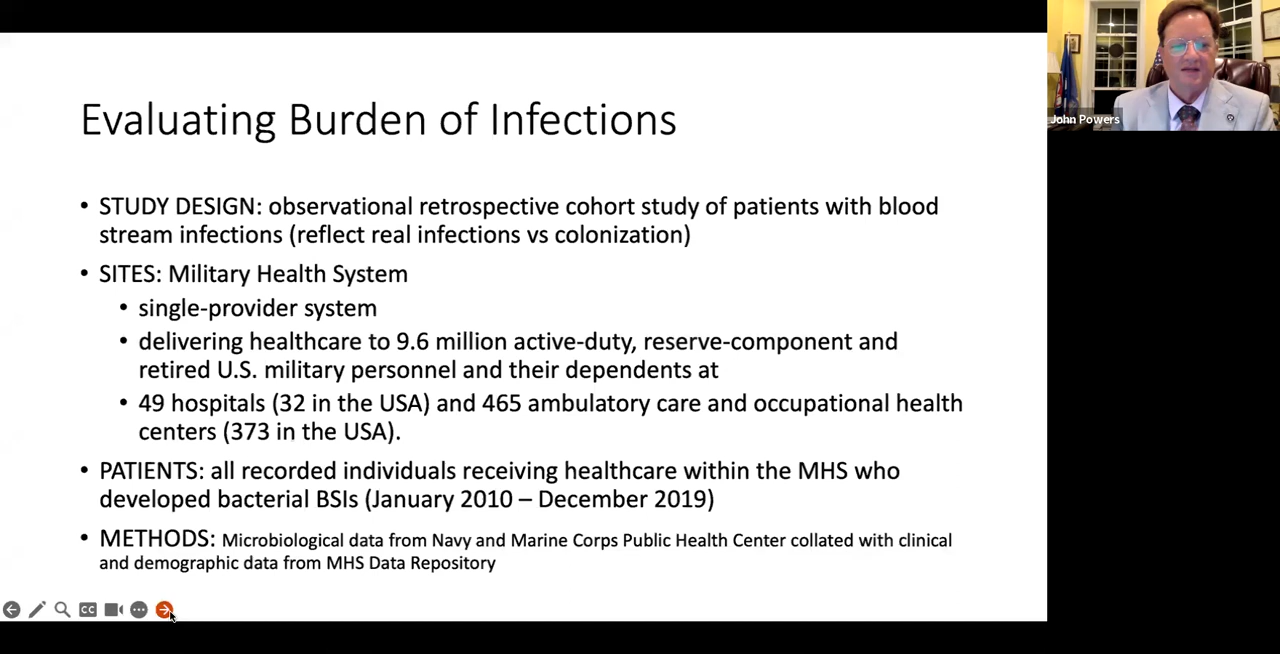 Evaluating Burden of Infections
• STUDY DESIGN: observational retrospective cohort study of patients with blood
stream infections (reflect real infections vs colonization)
• SITES: Military Health System
• single-provider system
• delivering healthcare to 9.6 million active-duty, reserve-component and
retired U.S. military personnel and their dependents at
• 49 hospitals (32 in the USA) and 465 ambulatory care and occupational health
centers (373 in the USA).
• PATIENTS: all recorded individuals receiving healthcare within the MHS who
developed bacterial BSIs (January 2010 – December 2019)
• METHODS: Microbiological data from Navy and Marine Corps Public Health Center collated with clinical
and demographic data from MHS Data Repository
CC
John Powers